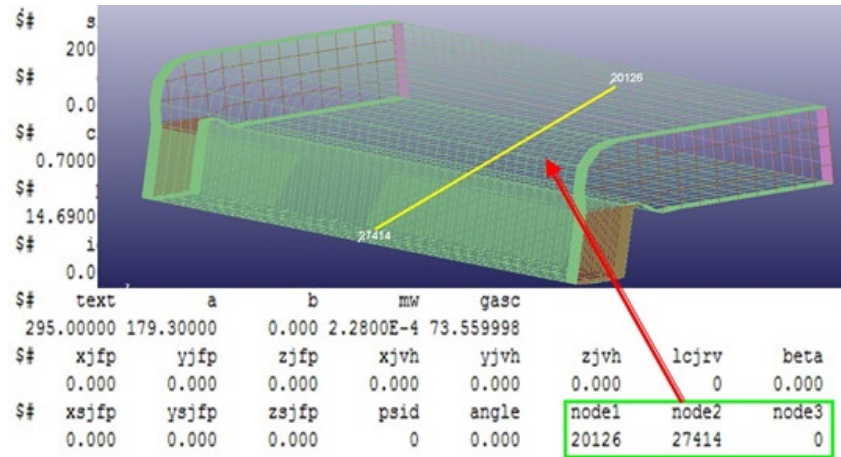 $# s
200
$#
0.0
$# c
0.7000
$#
14.6900
$# i
0.0
20126
27414
$# text a b mw gasc
295.00000 179.30000 0.000 2.2800E-4 73.559998
$# xjfp yjfp zjfp xjvh yjvh zjvh lcjrv beta
0.000 0.000 0.000 0.000 0.000 0.000 0 0.000
$# xsjfp ysjfp zsjfp psid angle node1 node2 node3
0.000 0.000 0.000 0 0.000 20126 27414 0